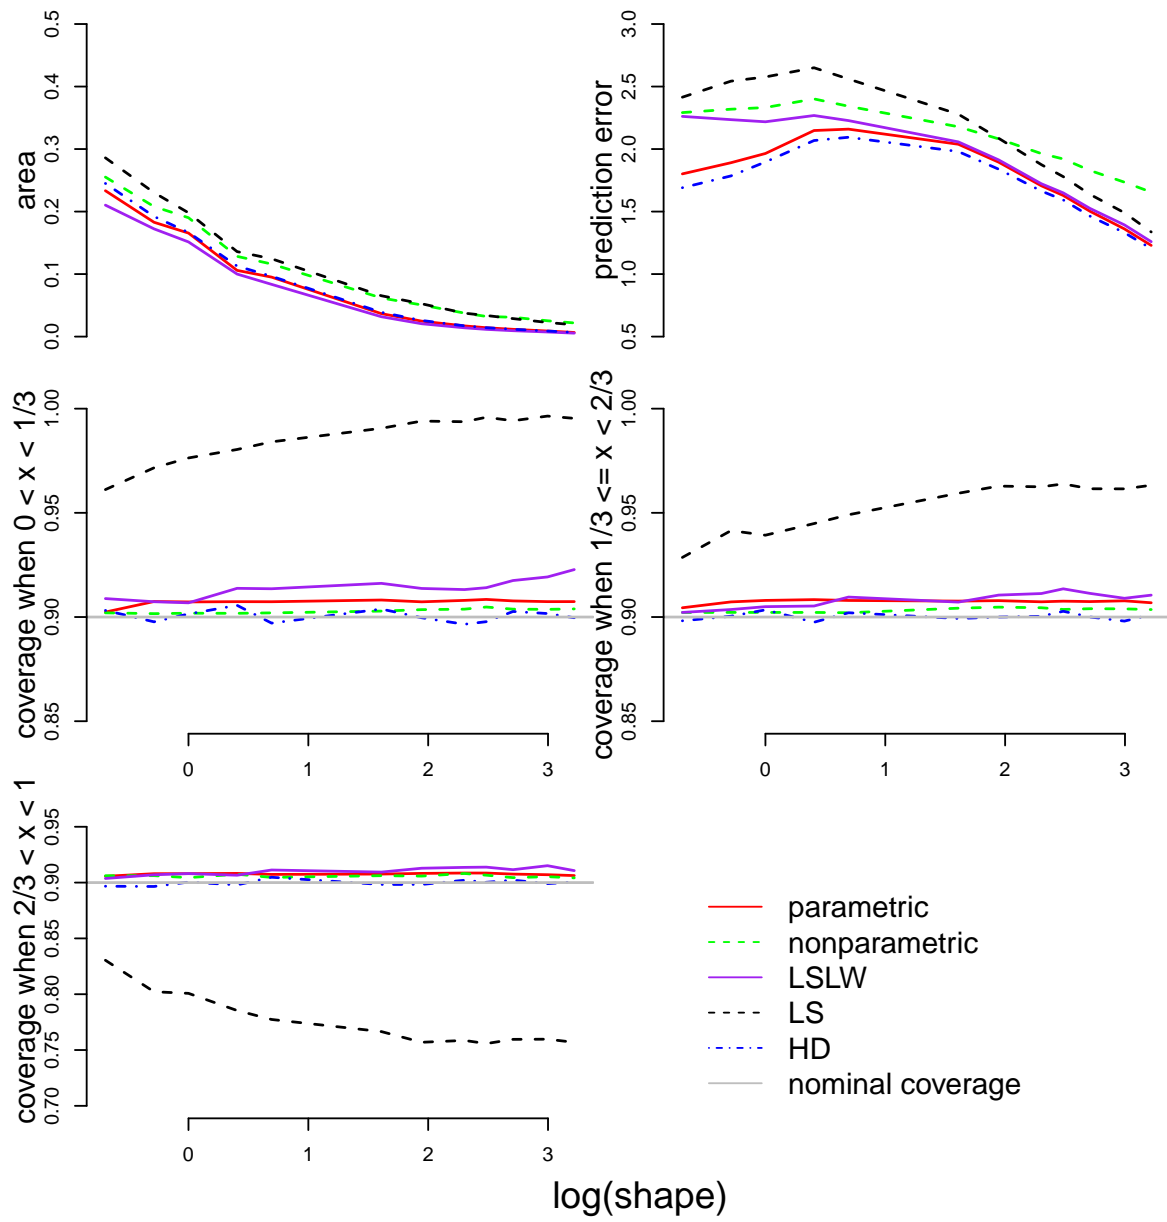 area
0.0 0.1 0.2 0.3 0.4 0.5
prediction error
0.5 1.0 1.5 2.0 2.5 3.0
coverage when 0 < x < 1/3
0.85 0.90 0.95 1.00
0 1 2 3
coverage when 1/3 <= x < 2/3
0.85 0.90 0.95 1.00
0 1 2 3
coverage when 2/3 < x < 1
0.70 0.75 0.80 0.85 0.90 0.95
0 1 2 3
parametric
nonparametric
LSLW
LS
HD
nominal coverage
log(shape)